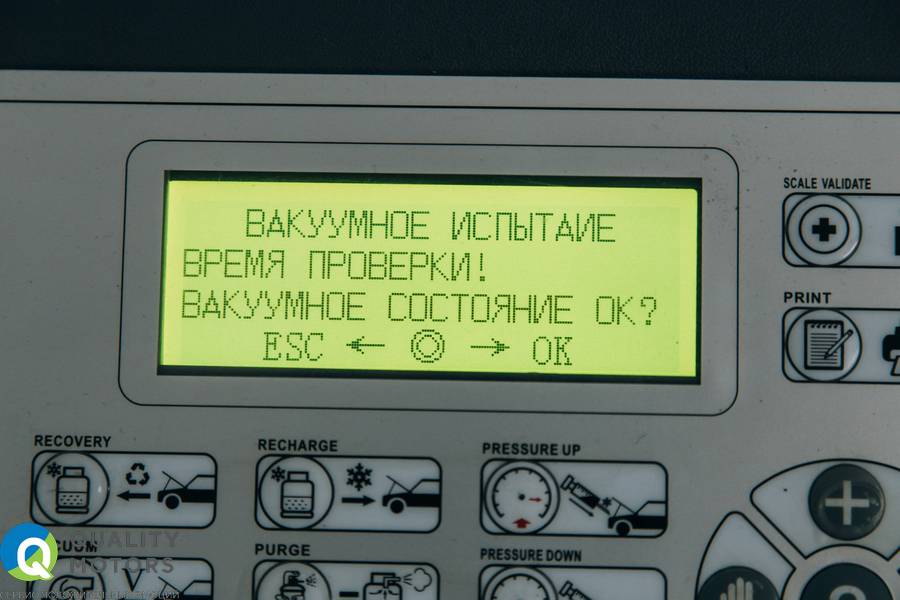 ВАКУУМНОЕ ИСПЫТАИЕ
ВРЕМЯ ПРОВЕРКИ!
ВАКУУМНОЕ СОСТОЯНИЕ ОК?
ESC ← ◎ → OK
SCALE VALIDATE
PRINT
RECOVERY
RECHARGE
PRESSURE UP
PURGE
PRESSURE DOWN
V
QUALITY
MOTORS